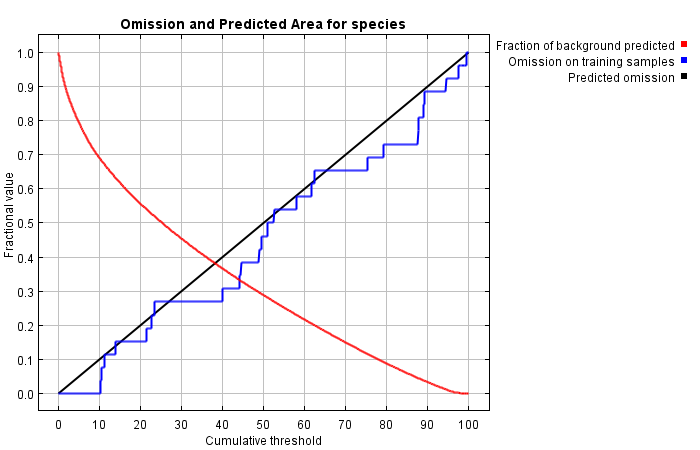 Omission and Predicted Area for species
Fraction of background predicted
Omission on training samples
Predicted omission
Fractional value
1.0
0.9
0.8
0.7
0.6
0.5
0.4
0.3
0.2
0.1
0.0
0 10 20 30 40 50 60 70 80 90 100
Cumulative threshold